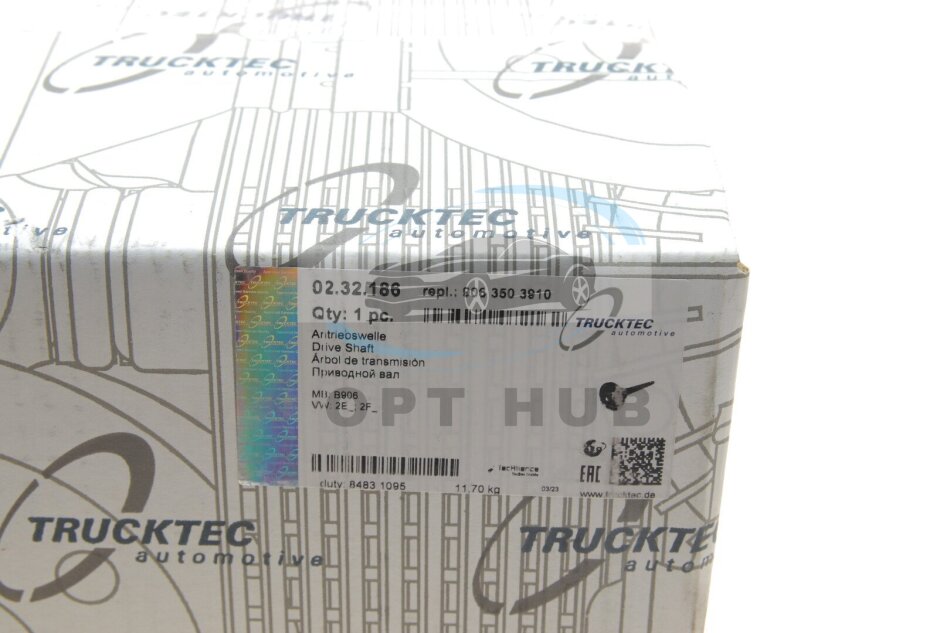 TRUCKTEC
automotive
TRUCKTEC
automotive
TRUCKTEC
automotive
02.32.186 repl.: 906 350 3910
Qty: 1 pc.
TRUCKTEC
automotive
Antriebswelle
Drive Shaft
Árbol de transmisión
Приводной вал
MB: B906
VW: 2E_, 2F_
OPT HUB
EAC
duty: 8483 1095 11.70 kg 03/23
www.trucktec.de
TRUCKTEC
automotive
TRUCKTEC
automotive